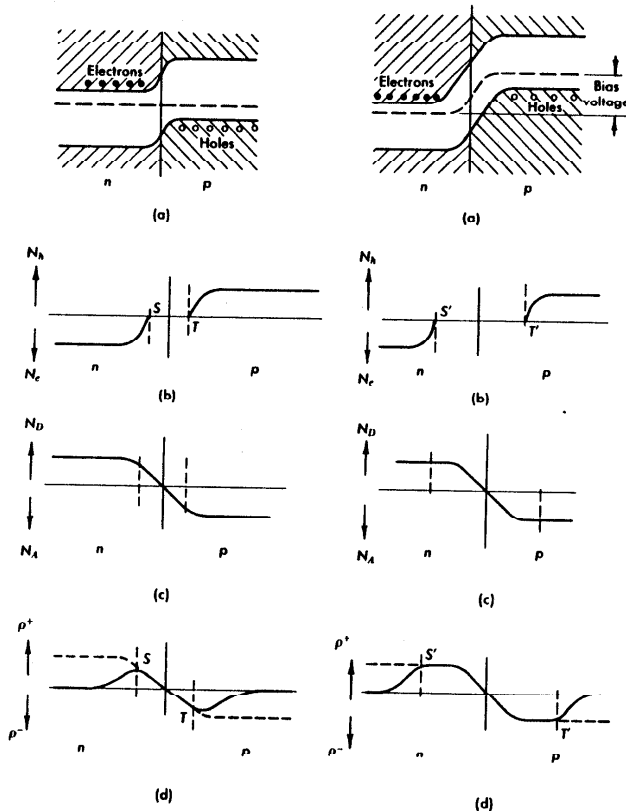 Electrons
Holes
n p
(a)
Electrons
Bias
voltage
Holes
n p
(a)
N_h
S
T
n p
N_e
(b)
N_h
S'
T'
n p
N_e
(b)
N_D
n p
N_A
(c)
N_D
n p
N_A
(c)
ρ⁺
S
T
n p
ρ⁻
(d)
ρ⁺
S'
T'
n p
ρ⁻
(d)